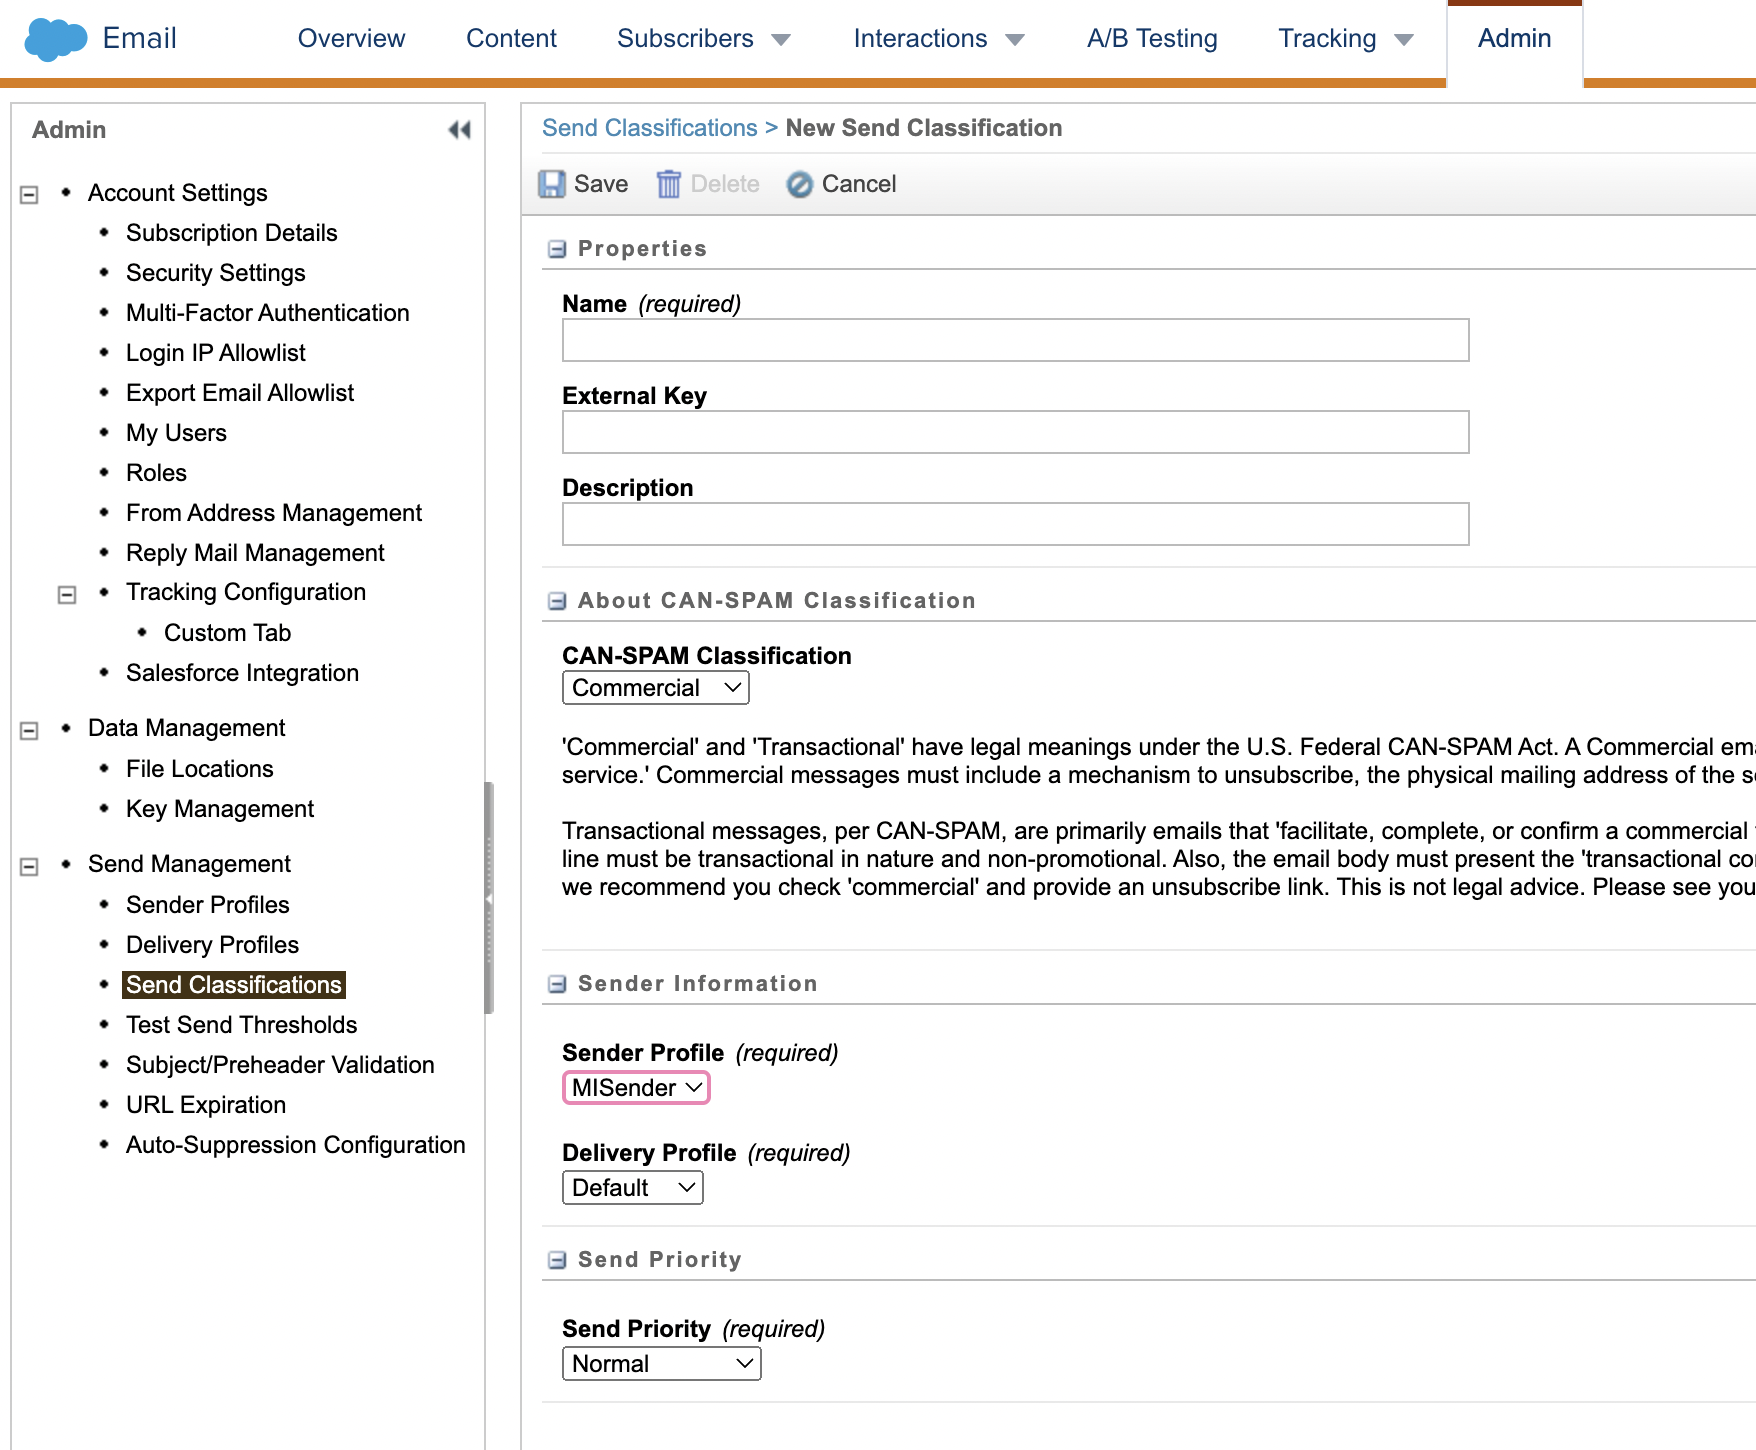 Email
Overview
Content
Subscribers
Interactions
A/B Testing
Tracking
Admin
Admin
Account Settings
Subscription Details
Security Settings
Multi-Factor Authentication
Login IP Allowlist
Export Email Allowlist
My Users
Roles
From Address Management
Reply Mail Management
Tracking Configuration
Custom Tab
Salesforce Integration
Data Management
File Locations
Key Management
Send Management
Sender Profiles
Delivery Profiles
Send Classifications
Test Send Thresholds
Subject/Preheader Validation
URL Expiration
Auto-Suppression Configuration
Send Classifications > New Send Classification
Save Delete Cancel
Properties
Name (required)
External Key
Description
About CAN-SPAM Classification
CAN-SPAM Classification
Commercial
'Commercial' and 'Transactional' have legal meanings under the U.S. Federal CAN-SPAM Act. A Commercial
service.' Commercial messages must include a mechanism to unsubscribe, the physical mailing address of the
Transactional messages, per CAN-SPAM, are primarily emails that 'facilitate, complete, or confirm a commercial
line must be transactional in nature and non-promotional. Also, the email body must present the 'transactional
we recommend you check 'commercial' and provide an unsubscribe link. This is not legal advice. Please see
Sender Information
Sender Profile (required)
MISender
Delivery Profile (required)
Default
Send Priority
Send Priority (required)
Normal